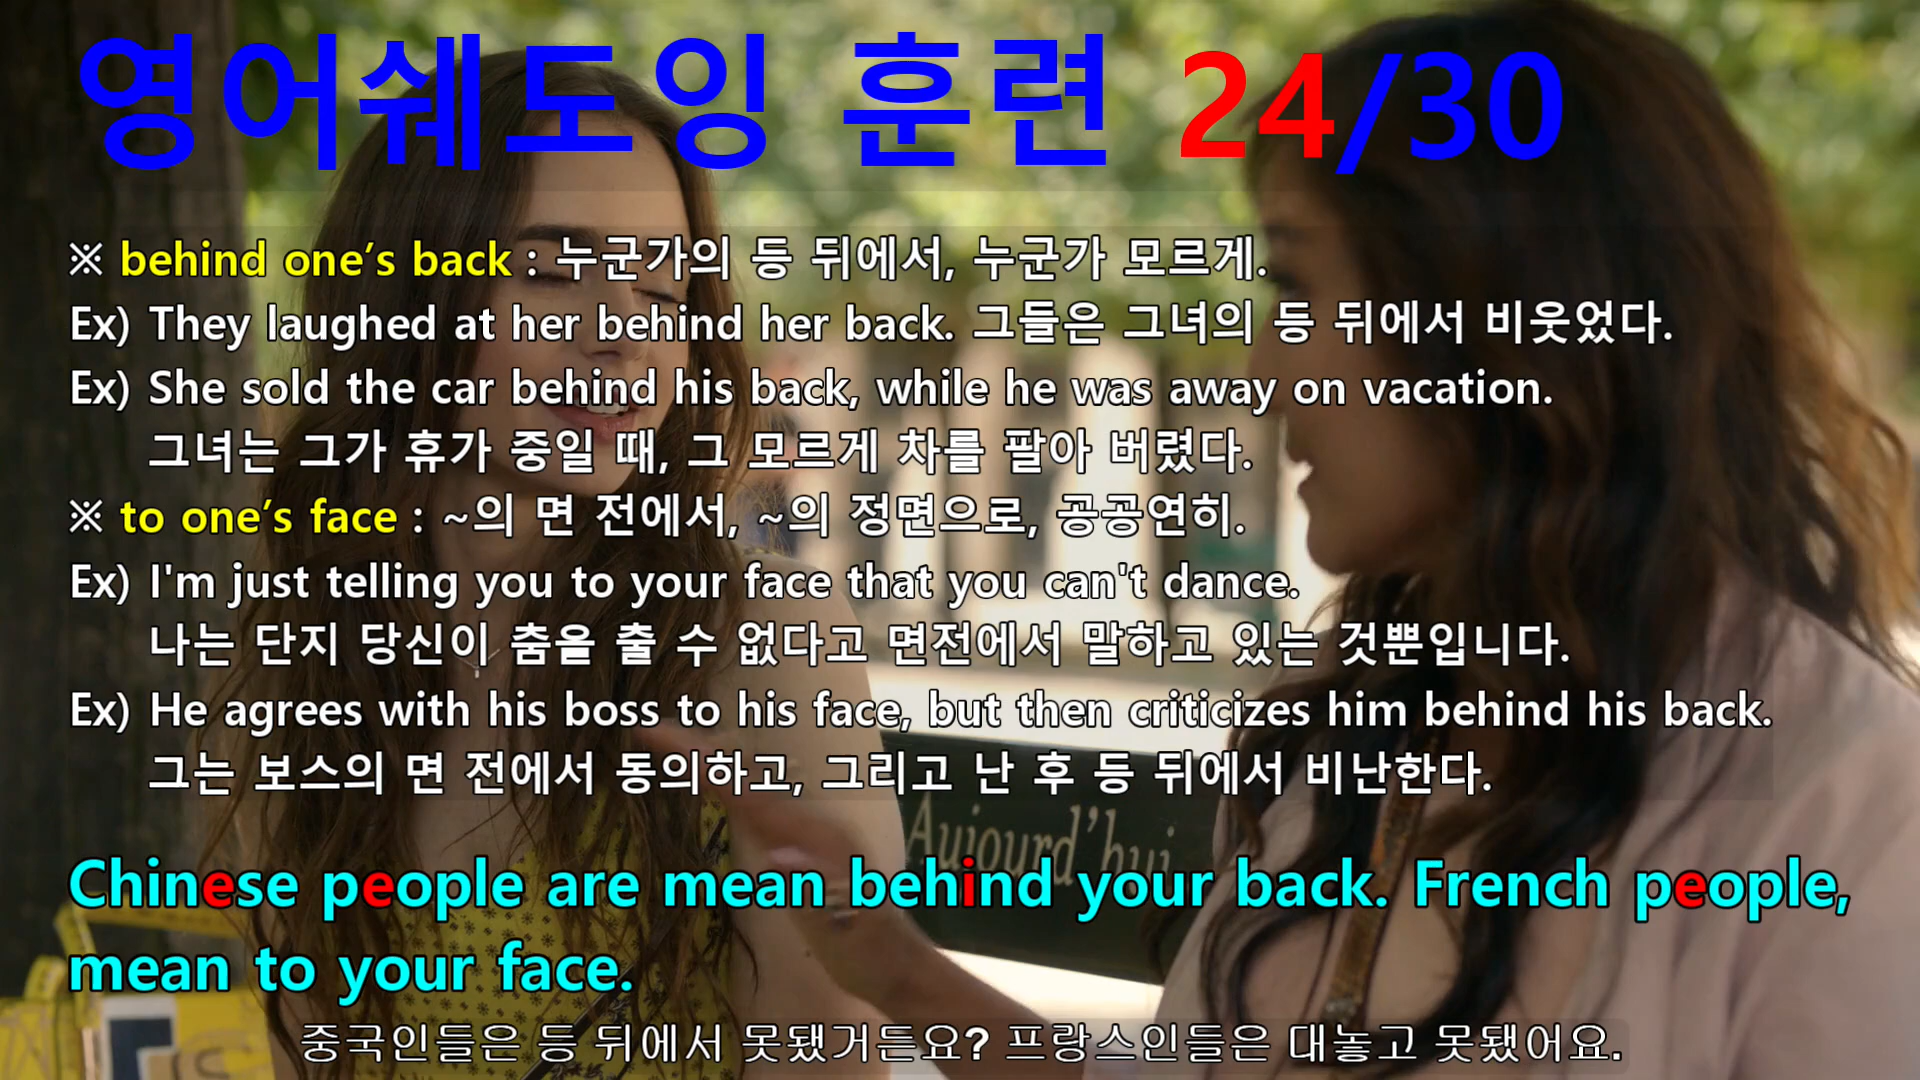 영어쉐도잉 훈련 24/30
※ behind one’s back : 누군가의 등 뒤에서, 누군가 모르게.
Ex) They laughed at her behind her back. 그들은 그녀의 등 뒤에서 비웃었다.
Ex) She sold the car behind his back, while he was away on vacation.
그녀는 그가 휴가 중일 때, 그 모르게 차를 팔아 버렸다.
※ to one’s face : ~의 면 전에서, ~의 정면으로, 공공연히.
Ex) I'm just telling you to your face that you can't dance.
나는 단지 당신이 춤을 출 수 없다고 면전에서 말하고 있는 것뿐입니다.
Ex) He agrees with his boss to his face, but then criticizes him behind his back.
그는 보스의 면 전에서 동의하고, 그리고 난 후 등 뒤에서 비난한다.
Aujourd'hui
Chinese people are mean behind your back. French people,
mean to your face.
중국인들은 등 뒤에서 못됐거든요? 프랑스인들은 대놓고 못됐어요.